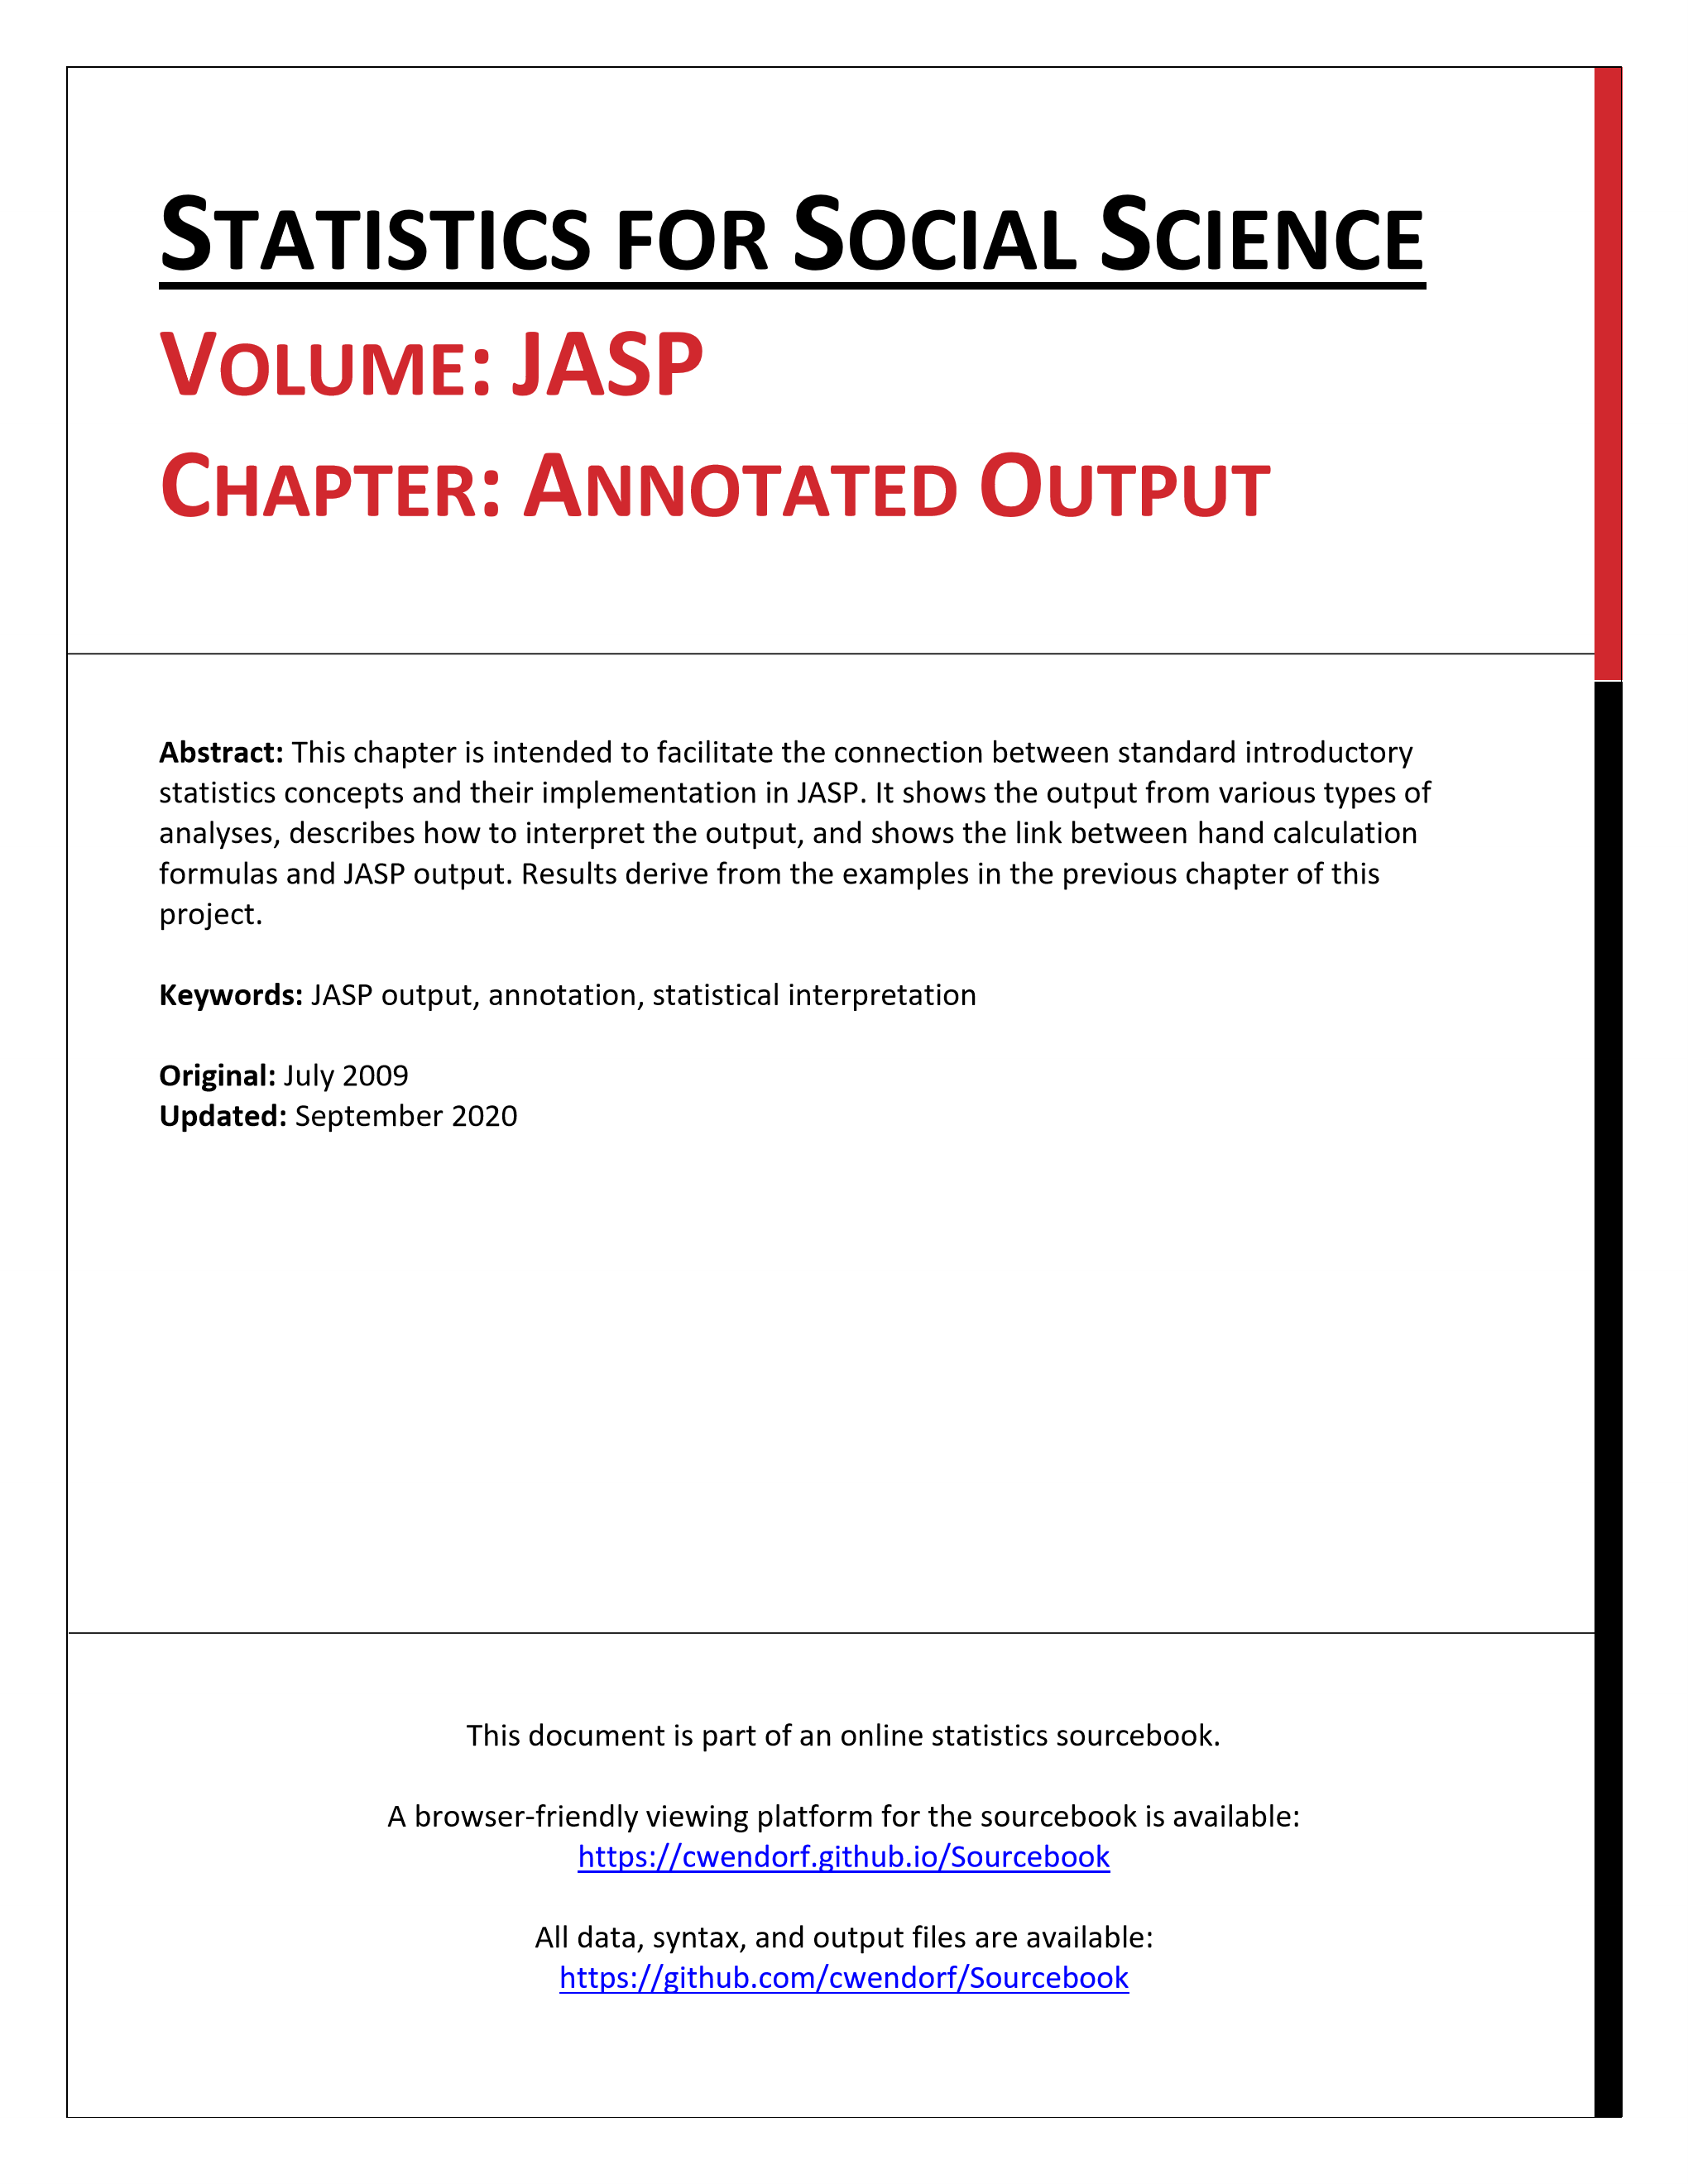 STATISTICS FOR SOCIAL SCIENCE
VOLUME: JASP
CHAPTER: ANNOTATED OUTPUT
Abstract: This chapter is intended to facilitate the connection between standard introductory
statistics concepts and their implementation in JASP. It shows the output from various types of
analyses, describes how to interpret the output, and shows the link between hand calculation
formulas and JASP output. Results derive from the examples in the previous chapter of this
project.
Keywords: JASP output, annotation, statistical interpretation
Original: July 2009
Updated: September 2020
This document is part of an online statistics sourcebook.
A browser-friendly viewing platform for the sourcebook is available:
https://cwendorf.github.io/Sourcebook
All data, syntax, and output files are available:
https://github.com/cwendorf/Sourcebook